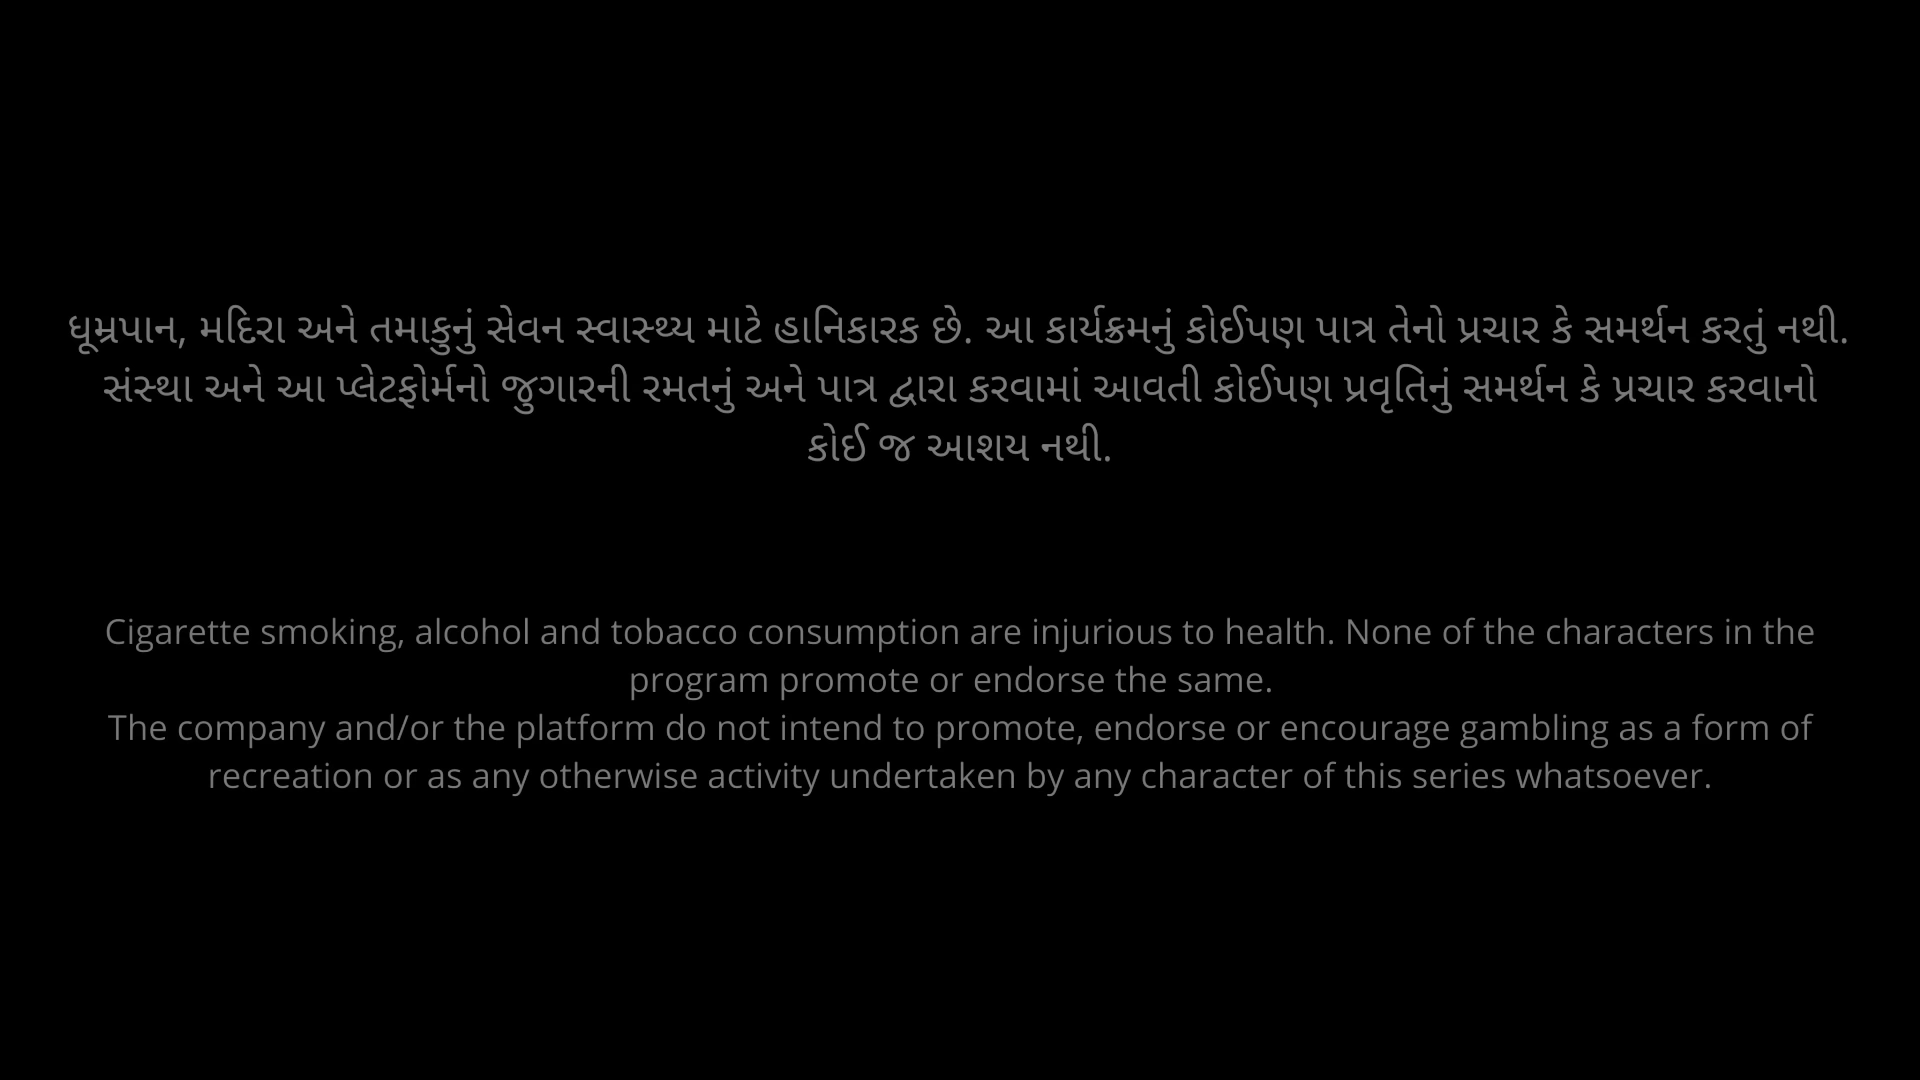 ધૂમ્રપાન, મદિરા અને તમાકુનું સેવન સ્વાસ્થ્ય માટે હાનિકારક છે. આ કાર્યક્રમનું કોઈપણ પાત્ર તેનો પ્રચાર કે સમર્થન કરતું નથી.
સંસ્થા અને આ પ્લેટફોર્મનો જુગારની રમતનું અને પાત્ર દ્વારા કરવામાં આવતી કોઈપણ પ્રવૃતિનું સમર્થન કે પ્રચાર કરવાનો
કોઈ જ આશય નથી.
Cigarette smoking, alcohol and tobacco consumption are injurious to health. None of the characters in the
program promote or endorse the same.
The company and/or the platform do not intend to promote, endorse or encourage gambling as a form of
recreation or as any otherwise activity undertaken by any character of this series whatsoever.